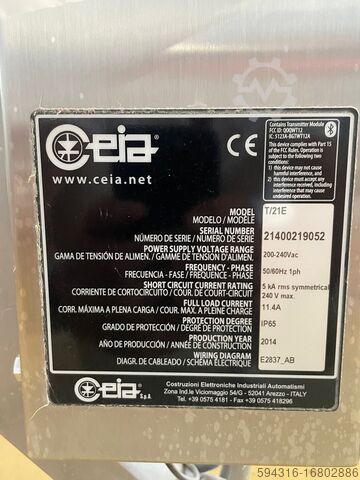 Ceia
www.ceia.net
Contains Transmitter Module
FCC ID: QOQWT12
IC: 5123A-BGTWT12A
This device complies with Part 15
of the FCC Rules. Operation is
subject to the following two
conditions:
(1) this device may not cause
harmful interference, and
(2) this device must accept any
interference received, including
interference that may cause
undesired operation.
CE
MODEL T/21E
MODELO / MODÈLE
SERIAL NUMBER 21400219052
NÚMERO DE SERIE / NUMÉRO DE SÉRIE
POWER SUPPLY VOLTAGE RANGE 200-240Vac
GAMA DE TENSIÓN DE ALIMEN. / GAMME DE TENSION D'ALIMEN.
FREQUENCY - PHASE 50/60Hz 1ph
FRECUENCIA - FASE / FRÉQUENCE - PHASE
SHORT CIRCUIT CURRENT RATING 5 kA rms symmetrical
CORRIENTE DE CORTOCIRCUITO / COUR. DE COURT-CIRCUIT 240 V max.
FULL LOAD CURRENT 11.4A
CORR. MÁXIMA A PLENA CARGA / COUR. MAX. A PLEINE CHARGE
PROTECTION DEGREE IP65
GRADO DE PROTECCIÓN / DEGRÉ DE PROTECTION
PRODUCTION YEAR 2014
AÑO DE PRODUCCIÓN / ANNÉE DE CONSTRUCTION
WIRING DIAGRAM E2837_AB
DIAGR. DE CABLEADO / SCHÉMA ÉLECTRIQUE
Ceia S.p.A.
Costruzioni Elettroniche Industriali Automatismi
Zona Ind.le Viciomaggio 54/G - 52041 Arezzo - ITALY
Tel. +39 0575 4181 - Fax +39 0575 418296
594316-16802886